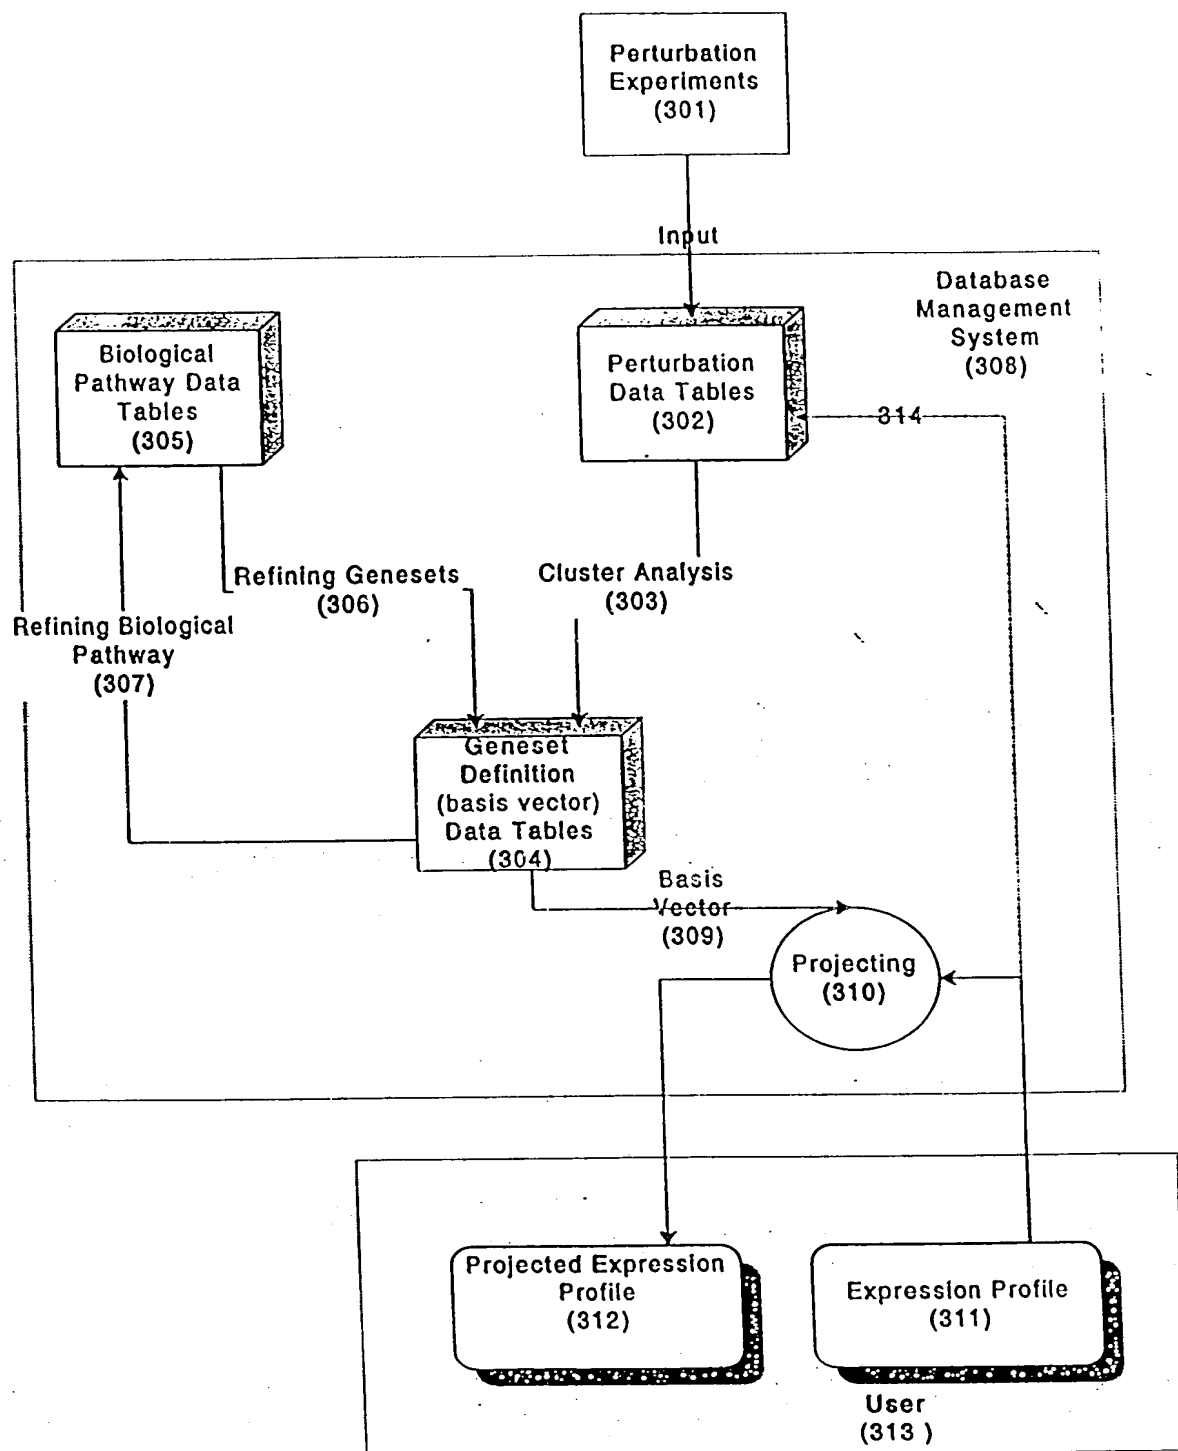 Perturbation
Experiments
(301)
Input
Database
Management
System
(308)
Biological
Pathway Data
Tables
(305)
Perturbation
Data Tables
(302)
314
Refining Genesets
(306)
Cluster Analysis
(303)
Refining Biological
Pathway
(307)
Geneset
Definition
(basis vector)
Data Tables
(304)
Basis
Vector
(309)
Projecting
(310)
Projected Expression
Profile
(312)
Expression Profile
(311)
User
(313 )